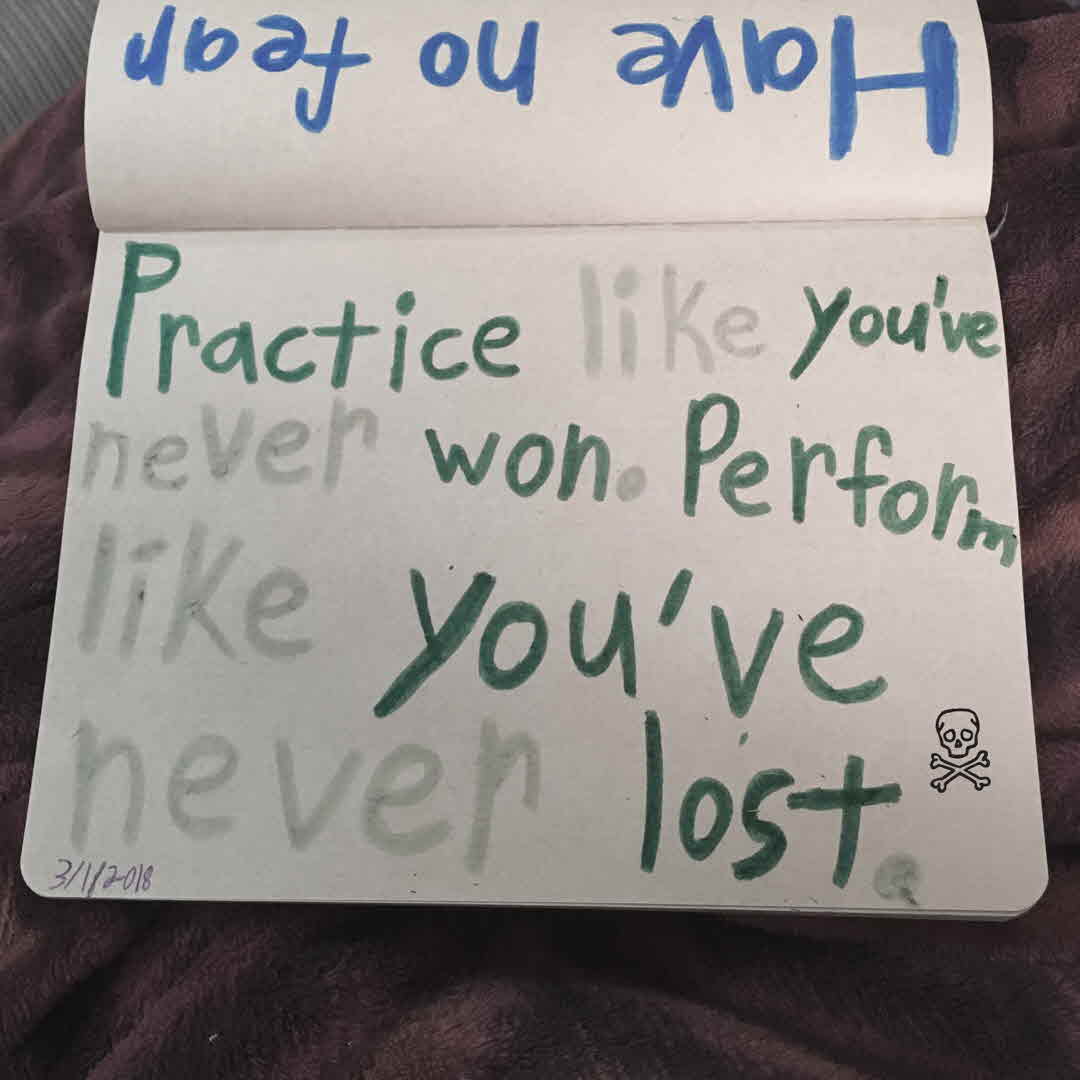 Have no fear
Practice like you've
never won. Perform
like you've
never lost.
3/1/2018